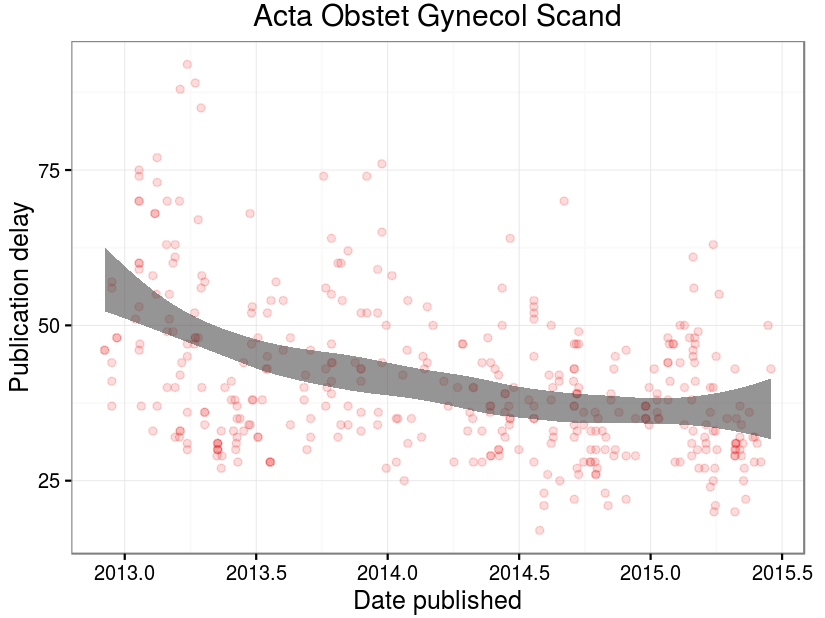 Acta Obstet Gynecol Scand
Publication delay
75
50
25
2013.0 2013.5 2014.0 2014.5 2015.0 2015.5
Date published